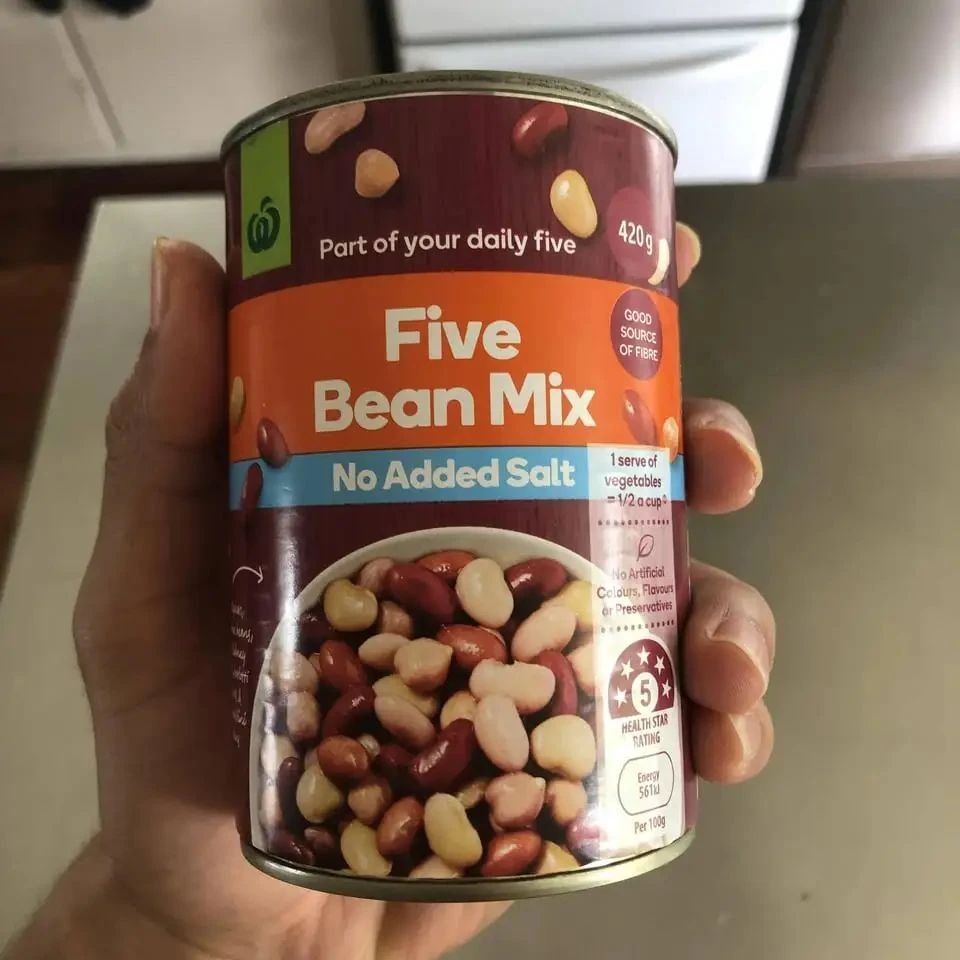 Part of your daily five
420g
Five
Bean Mix
GOOD
SOURCE
OF FIBRE
No Added Salt
1 serve of
vegetables
= 1/2 a cup
No Artificial
Colours, Flavours
or Preservatives
5
HEALTH STAR
RATING
Energy
561kJ
Per 100g